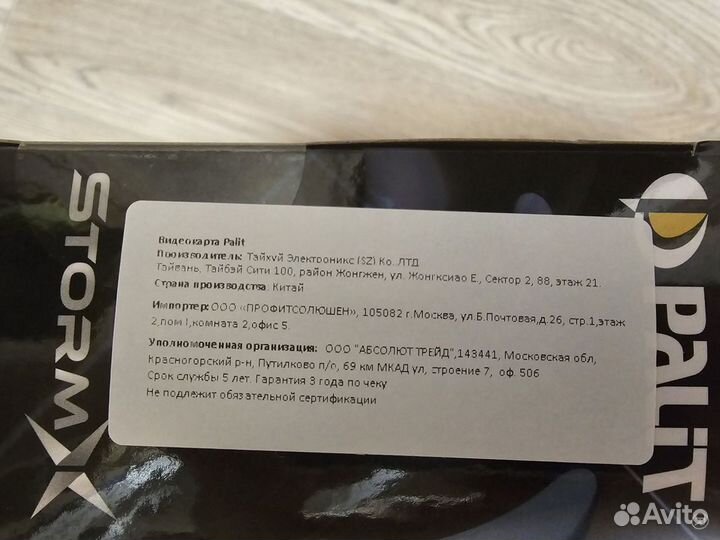 STORMX
Видеокарта Palit
Производитель: Тайхуй Электроникс (SZ) Ко., ЛТД
Тайвань, Тайбэй Сити 100, район Жонгжен, ул. Жонгксиао Е., Сектор 2, 88, этаж 21.
Страна производства: Китай
Импортер: ООО «ПРОФИТСОЛЮШЕН», 105082 г.Москва, ул.Б.Почтовая,д.26, стр.1,этаж
2,пом I,комната 2,офис 5.
Уполномоченная организация: ООО "АБСОЛЮТ ТРЕЙД",143441, Московская обл,
Красногорский р-н, Путилково п/о, 69 км МКАД ул, строение 7, оф. 506
Срок службы 5 лет. Гарантия 3 года по чеку
Не подлежит обязательной сертификации
PALiT
Avito